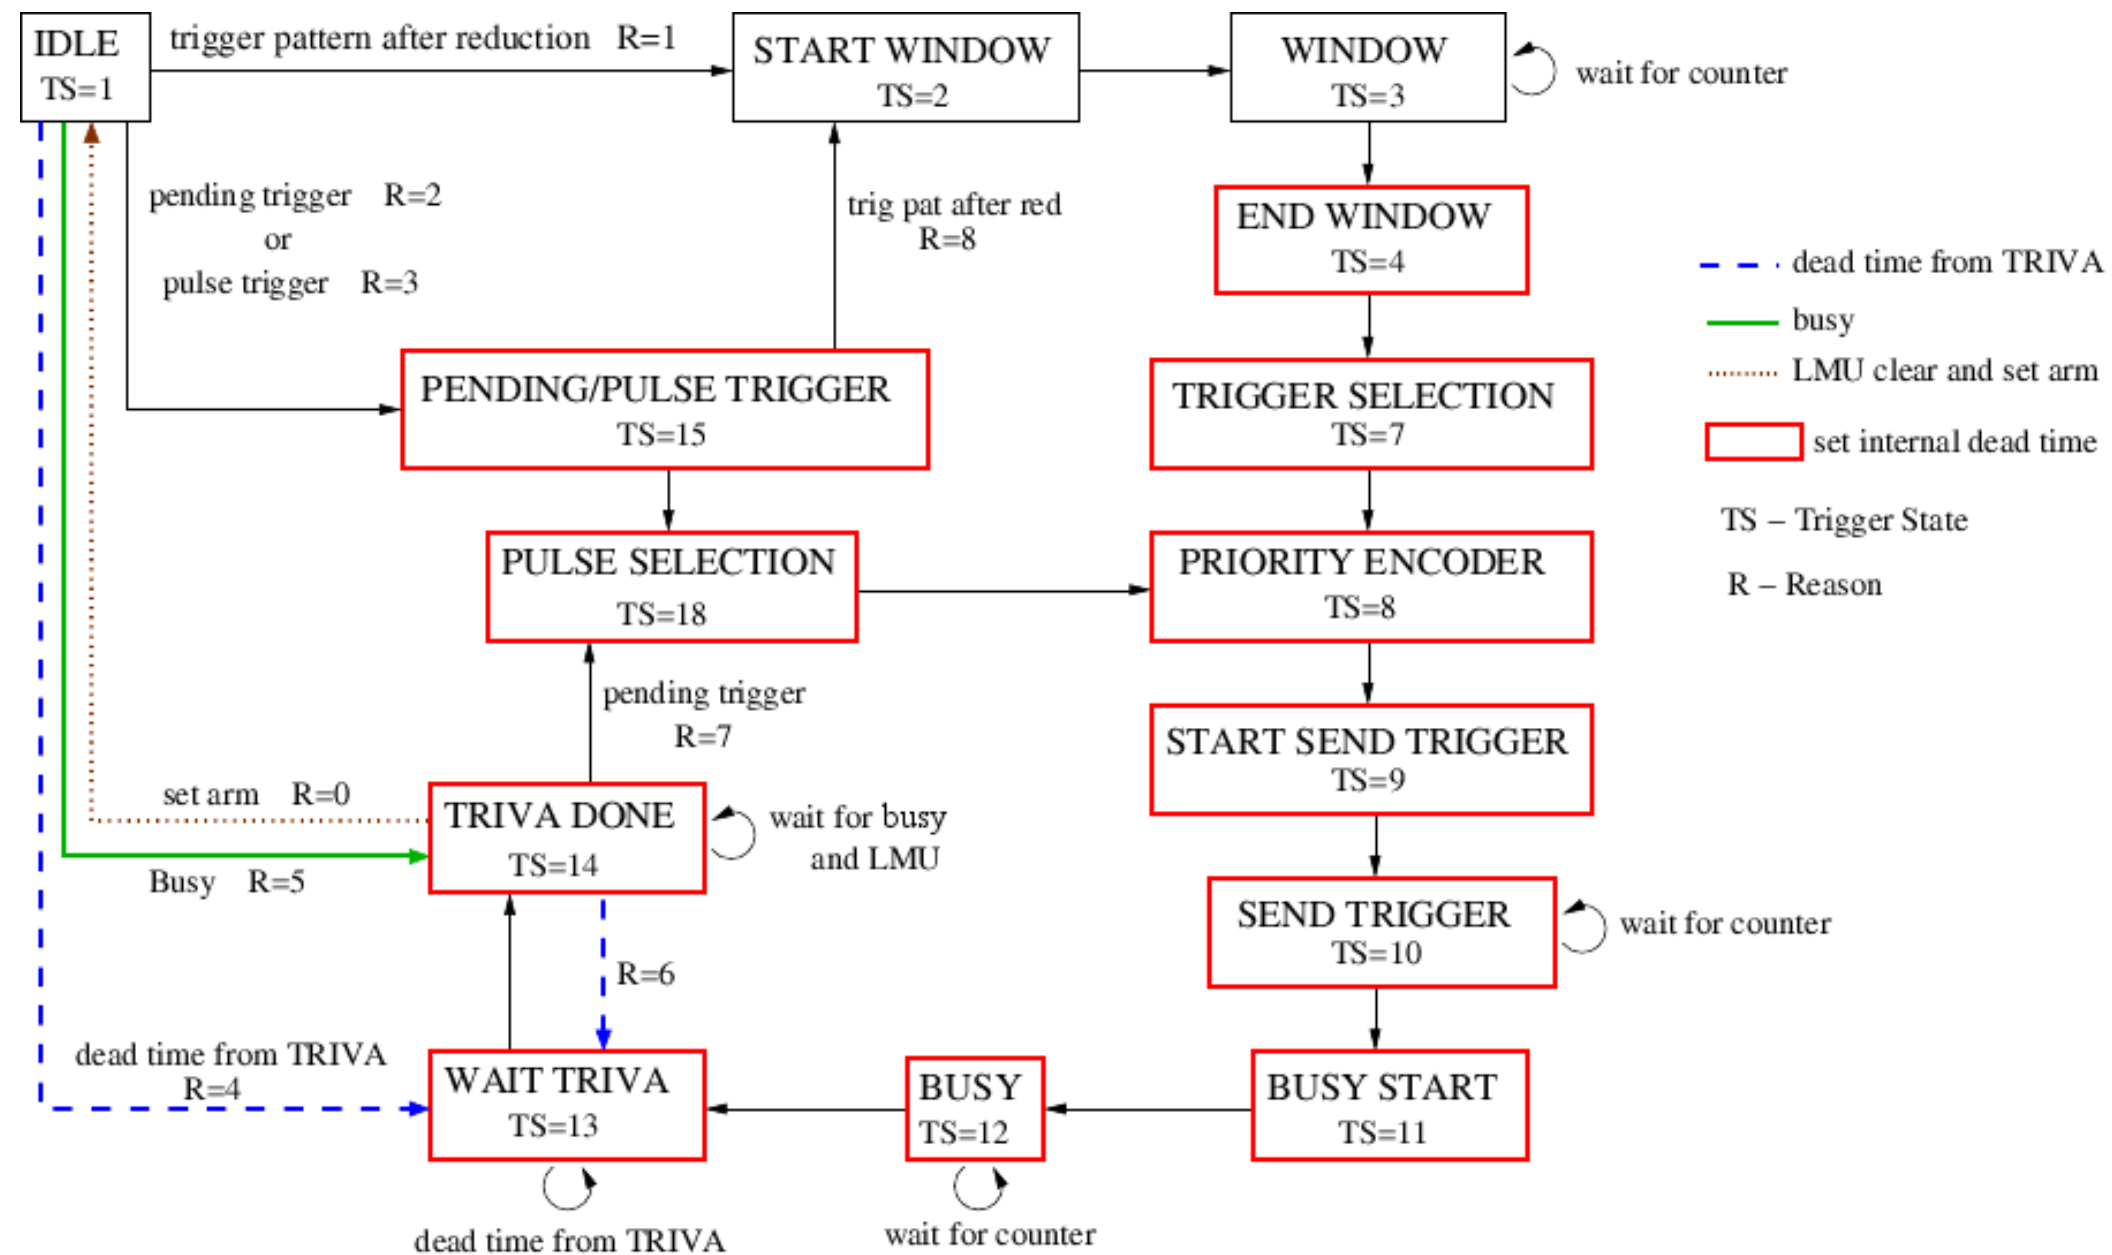 IDLE
TS=1
trigger pattern after reduction R=1
START WINDOW
TS=2
WINDOW
TS=3
wait for counter
pending trigger R=2
or
pulse trigger R=3
trig pat after red
R=8
END WINDOW
TS=4
dead time from TRIVA
busy
LMU clear and set arm
set internal dead time
TS – Trigger State
R – Reason
PENDING/PULSE TRIGGER
TS=15
TRIGGER SELECTION
TS=7
PULSE SELECTION
TS=18
PRIORITY ENCODER
TS=8
pending trigger
R=7
START SEND TRIGGER
TS=9
set arm R=0
TRIVA DONE
TS=14
wait for busy
and LMU
Busy R=5
SEND TRIGGER
TS=10
wait for counter
R=6
dead time from TRIVA
R=4
WAIT TRIVA
TS=13
BUSY
TS=12
BUSY START
TS=11
dead time from TRIVA
wait for counter